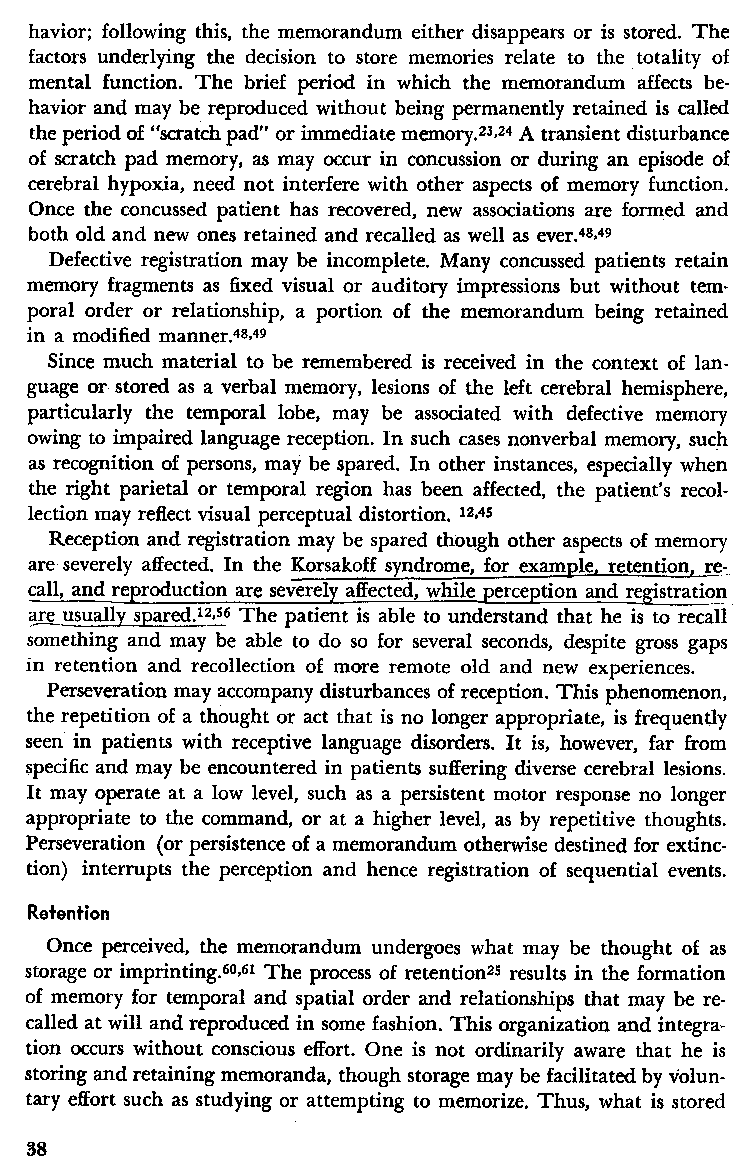 havior; following this, the memorandum either disappears or is stored. The
factors underlying the decision to store memories relate to the totality of
mental function. The brief period in which the memorandum affects be-
havior and may be reproduced without being permanently retained is called
the period of "scratch pad" or immediate memory.23,24 A transient disturbance
of scratch pad memory, as may occur in concussion or during an episode of
cerebral hypoxia, need not interfere with other aspects of memory function.
Once the concussed patient has recovered, new associations are formed and
both old and new ones retained and recalled as well as ever.48,49
Defective registration may be incomplete. Many concussed patients retain
memory fragments as fixed visual or auditory impressions but without tem-
poral order or relationship, a portion of the memorandum being retained
in a modified manner.48,49
Since much material to be remembered is received in the context of lan-
guage or stored as a verbal memory, lesions of the left cerebral hemisphere,
particularly the temporal lobe, may be associated with defective memory
owing to impaired language reception. In such cases nonverbal memory, such
as recognition of persons, may be spared. In other instances, especially when
the right parietal or temporal region has been affected, the patient's recol-
lection may reflect visual perceptual distortion. 12,45
Reception and registration may be spared though other aspects of memory
are severely affected. In the Korsakoff syndrome, for example, retention, re-
call, and reproduction are severely affected, while perception and registration
are usually spared.12,56 The patient is able to understand that he is to recall
something and may be able to do so for several seconds, despite gross gaps
in retention and recollection of more remote old and new experiences.
Perseveration may accompany disturbances of reception. This phenomenon,
the repetition of a thought or act that is no longer appropriate, is frequently
seen in patients with receptive language disorders. It is, however, far from
specific and may be encountered in patients suffering diverse cerebral lesions.
It may operate at a low level, such as a persistent motor response no longer
appropriate to the command, or at a higher level, as by repetitive thoughts.
Perseveration (or persistence of a memorandum otherwise destined for extinc-
tion) interrupts the perception and hence registration of sequential events.
Retention
Once perceived, the memorandum undergoes what may be thought of as
storage or imprinting.60,61 The process of retention25 results in the formation
of memory for temporal and spatial order and relationships that may be re-
called at will and reproduced in some fashion. This organization and integra-
tion occurs without conscious effort. One is not ordinarily aware that he is
storing and retaining memoranda, though storage may be facilitated by volun-
tary effort such as studying or attempting to memorize. Thus, what is stored
38